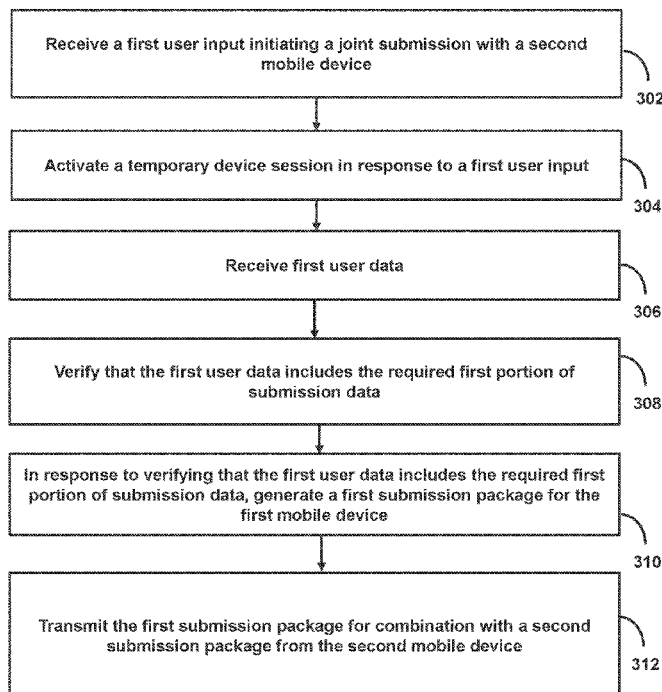 Receive a first user input initiating a joint submission with a second
mobile device
302
Activate a temporary device session in response to a first user input
304
Receive first user data
306
Verify that the first user data includes the required first portion of
submission data
308
In response to verifying that the first user data includes the required first
portion of submission data, generate a first submission package for the
first mobile device
310
Transmit the first submission package for combination with a second
submission package from the second mobile device
312